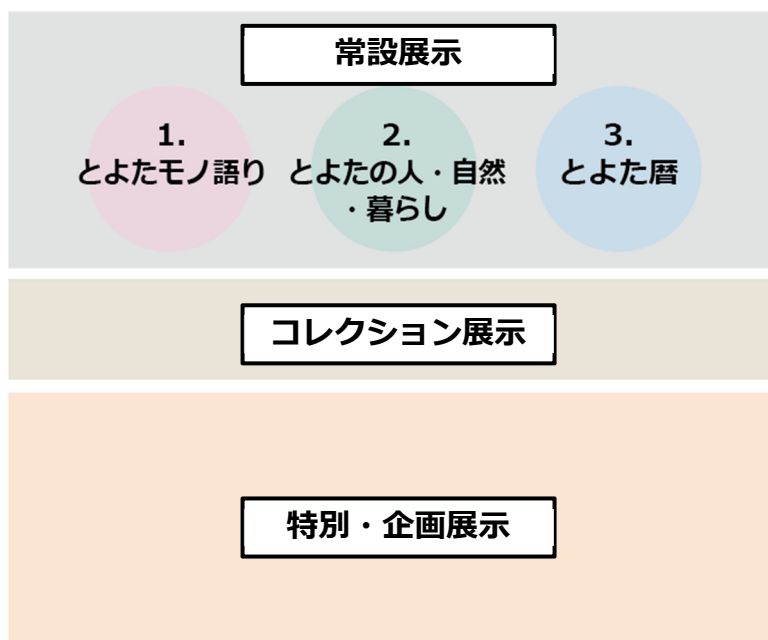 常設展示
1.
とよたモノ語り
2.
とよたの人・自然
・暮らし
3.
とよた暦
コレクション展示
特別・企画展示